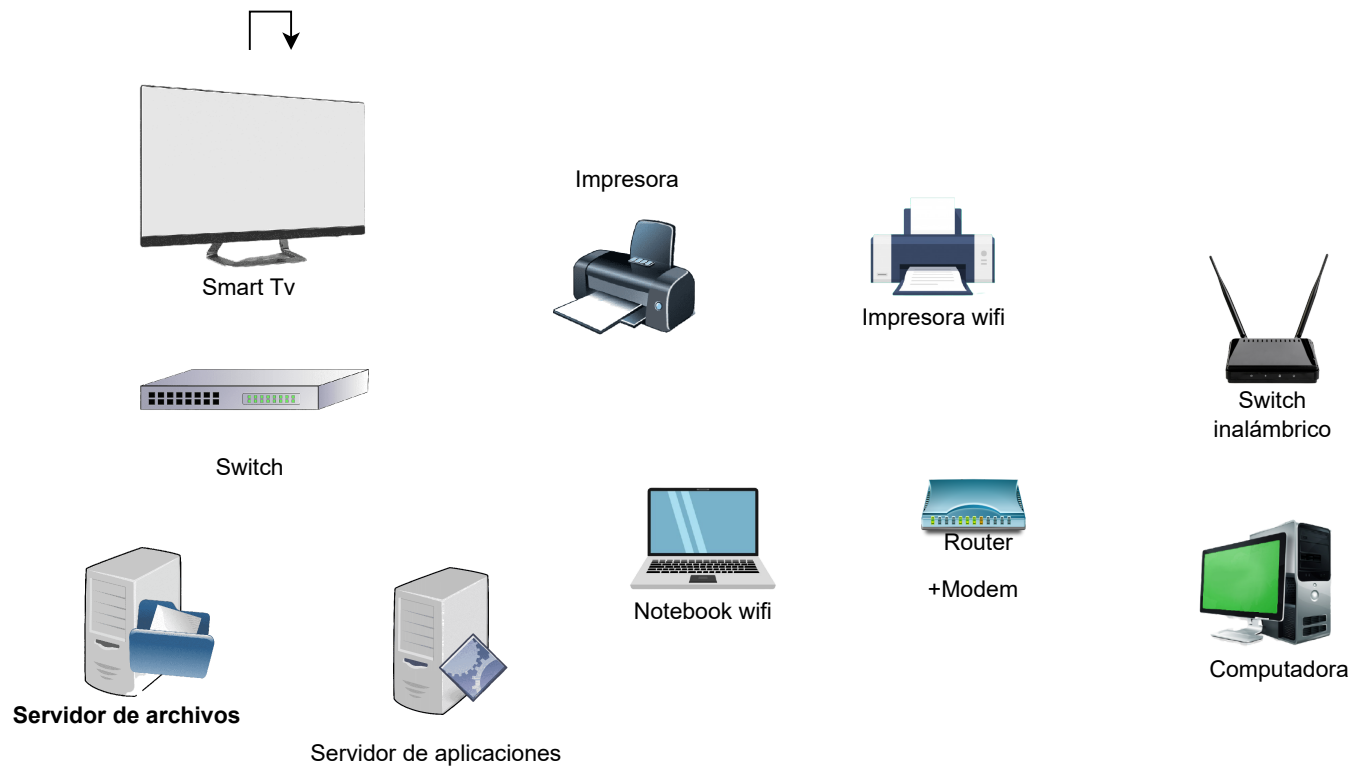 Impresora
Smart Tv
Impresora wifi
Switch
inalámbrico
Switch
Router
+Modem
Notebook wifi
Computadora
Servidor de archivos
Servidor de aplicaciones